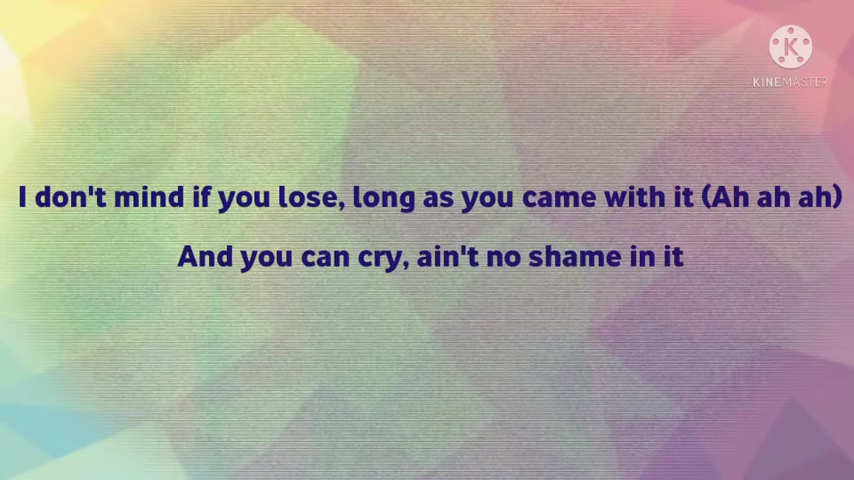 K
KINEMASTER
I don't mind if you lose, long as you came with it (Ah ah ah)
And you can cry, ain't no shame in it